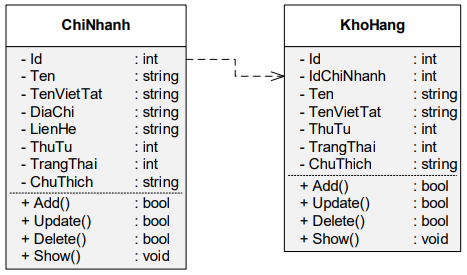 ChiNhanh
- Id : int
- Ten : string
- TenVietTat : string
- DiaChi : string
- LienHe : string
- ThuTu : int
- TrangThai : int
- ChuThich : string
+ Add() : bool
+ Update() : bool
+ Delete() : bool
+ Show() : void
KhoHang
- Id : int
- IdChiNhanh : int
- Ten : string
- TenVietTat : string
- ThuTu : int
- TrangThai : int
- ChuThich : string
+ Add() : bool
+ Update() : bool
+ Delete() : bool
+ Show() : void